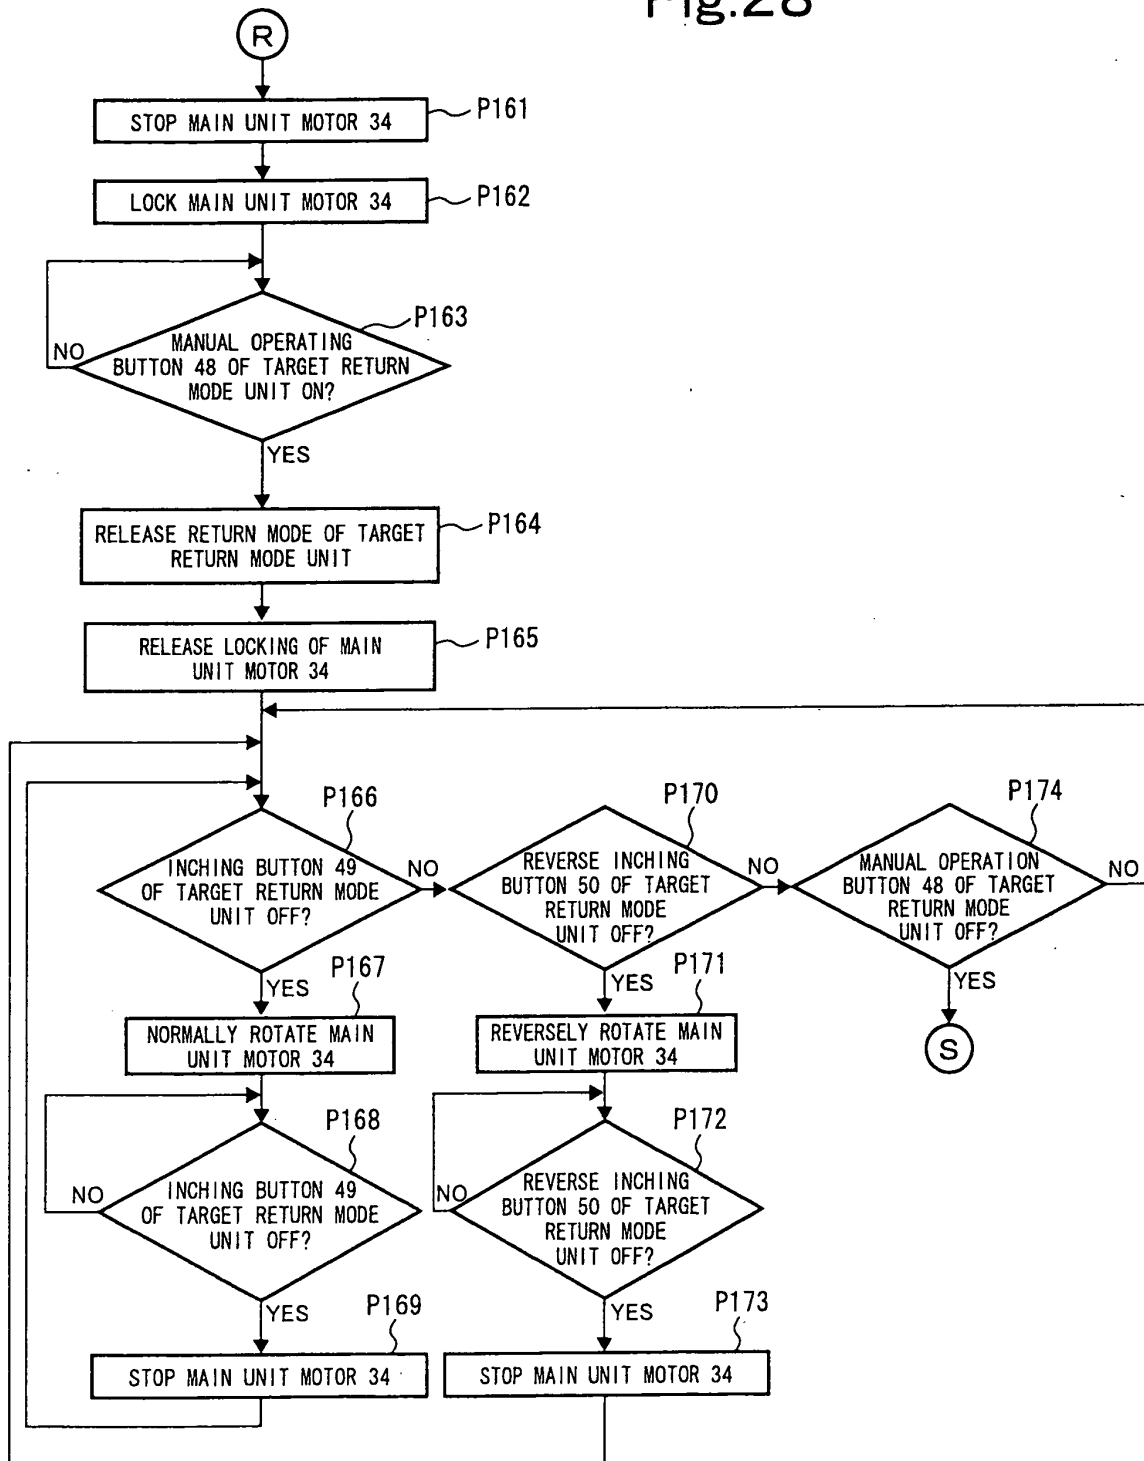 Fig.28
R
STOP MAIN UNIT MOTOR 34
P161
LOCK MAIN UNIT MOTOR 34
P162
P163
MANUAL OPERATING
BUTTON 48 OF TARGET RETURN
MODE UNIT ON?
NO
YES
RELEASE RETURN MODE OF TARGET
RETURN MODE UNIT
P164
RELEASE LOCKING OF MAIN
UNIT MOTOR 34
P165
P166
INCHING BUTTON 49
OF TARGET RETURN MODE
UNIT OFF?
NO
YES
P170
REVERSE INCHING
BUTTON 50 OF TARGET
RETURN MODE
UNIT OFF?
NO
YES
P174
MANUAL OPERATION
BUTTON 48 OF TARGET
RETURN MODE
UNIT OFF?
NO
YES
S
P167
NORMALLY ROTATE MAIN
UNIT MOTOR 34
P171
REVERSELY ROTATE MAIN
UNIT MOTOR 34
P168
INCHING BUTTON 49
OF TARGET RETURN MODE
UNIT OFF?
NO
YES
P172
REVERSE INCHING
BUTTON 50 OF TARGET
RETURN MODE
UNIT OFF?
NO
YES
P169
STOP MAIN UNIT MOTOR 34
P173
STOP MAIN UNIT MOTOR 34